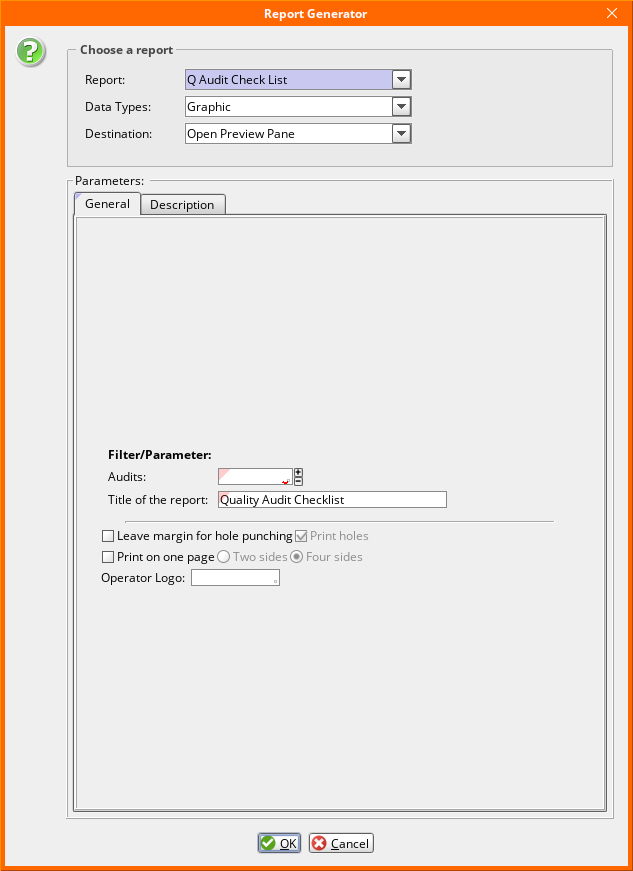 Report Generator
Choose a report
Report: Q Audit Check List
Data Types: Graphic
Destination: Open Preview Pane
Parameters:
General Description
Filter/Parameter:
Audits:
Title of the report: Quality Audit Checklist
Leave margin for hole punching Print holes
Print on one page Two sides Four sides
Operator Logo:
OK Cancel